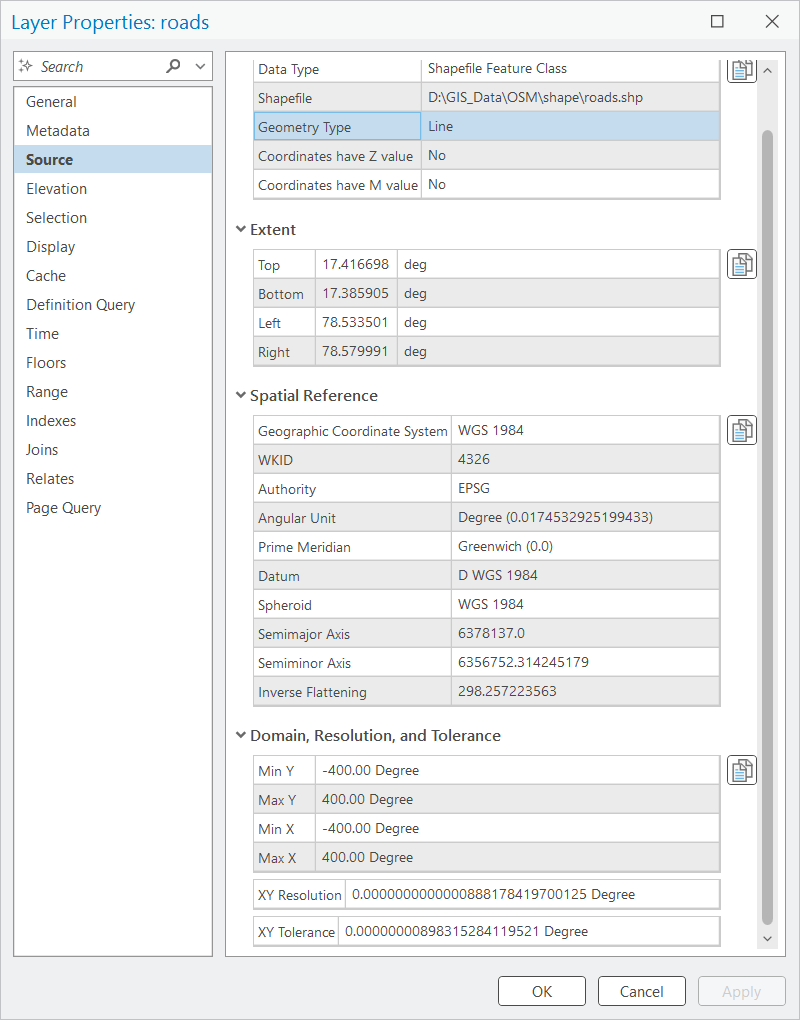 Layer Properties: roads
Search
General
Metadata
Source
Elevation
Selection
Display
Cache
Definition Query
Time
Floors
Range
Indexes
Joins
Relates
Page Query
Data Type Shapefile Feature Class
Shapefile D:\GIS_Data\OSM\shape\roads.shp
Geometry Type Line
Coordinates have Z value No
Coordinates have M value No
Extent
Top 17.416698 deg
Bottom 17.385905 deg
Left 78.533501 deg
Right 78.579991 deg
Spatial Reference
Geographic Coordinate System WGS 1984
WKID 4326
Authority EPSG
Angular Unit Degree (0.0174532925199433)
Prime Meridian Greenwich (0.0)
Datum D WGS 1984
Spheroid WGS 1984
Semimajor Axis 6378137.0
Semiminor Axis 6356752.314245179
Inverse Flattening 298.257223563
Domain, Resolution, and Tolerance
Min Y -400.00 Degree
Max Y 400.00 Degree
Min X -400.00 Degree
Max X 400.00 Degree
XY Resolution 0.0000000000000888178419700125 Degree
XY Tolerance 0.00000000898315284119521 Degree
OK Cancel Apply